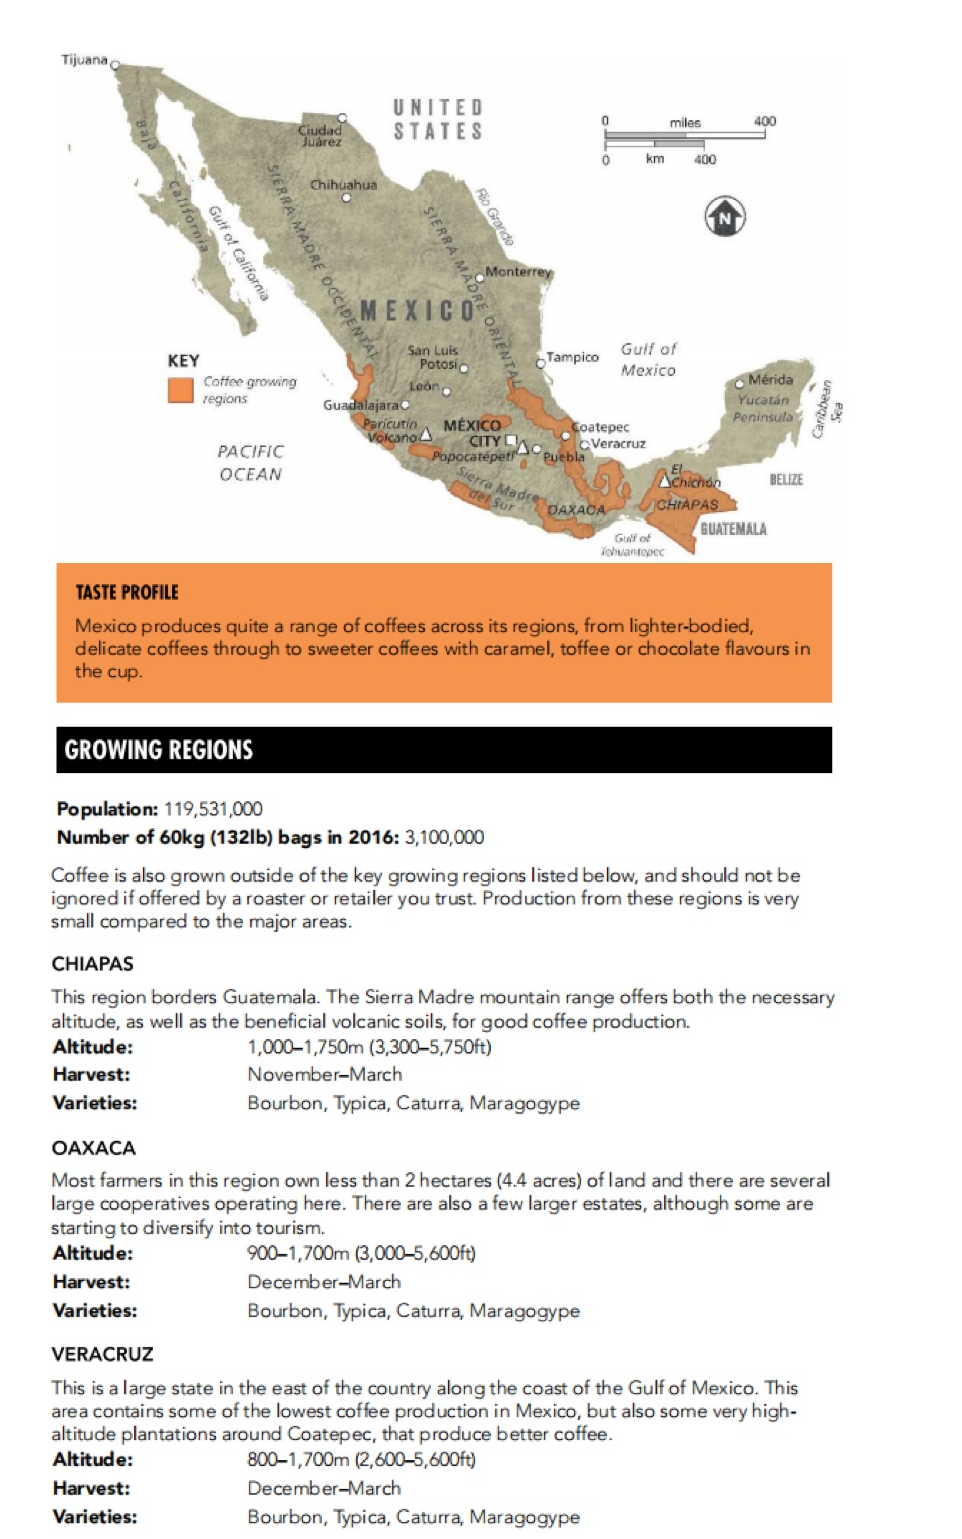 Tijuana
UNITED
STATES
0 miles 400
0 km 400
Ciudad
Juárez
Chihuahua
N
Baja
California
Gulf of California
SIERRA MADRE OCCIDENTAL
SIERRA MADRE ORIENTAL
Río Grande
Monterrey
MEXICO
San Luis
Potosí
León
Tampico
Gulf of
Mexico
KEY
Coffee growing
regions
Mérida
Yucatán
Peninsula
Caribbean
Sea
Guadalajara
Paricutin
Volcano
MÉXICO
CITY
Popocatépetl
Puebla
Coatepec
Veracruz
PACIFIC
OCEAN
Sierra Madre
del Sur
OAXACA
El
Chichón
CHIAPAS
BELIZE
GUATEMALA
Gulf of
Tehuantepec
TASTE PROFILE
Mexico produces quite a range of coffees across its regions, from lighter-bodied,
delicate coffees through to sweeter coffees with caramel, toffee or chocolate flavours in
the cup.
GROWING REGIONS
Population: 119,531,000
Number of 60kg (132lb) bags in 2016: 3,100,000
Coffee is also grown outside of the key growing regions listed below, and should not be
ignored if offered by a roaster or retailer you trust. Production from these regions is very
small compared to the major areas.
CHIAPAS
This region borders Guatemala. The Sierra Madre mountain range offers both the necessary
altitude, as well as the beneficial volcanic soils, for good coffee production.
Altitude: 1,000–1,750m (3,300–5,750ft)
Harvest: November–March
Varieties: Bourbon, Typica, Caturra, Maragogype
OAXACA
Most farmers in this region own less than 2 hectares (4.4 acres) of land and there are several
large cooperatives operating here. There are also a few larger estates, although some are
starting to diversify into tourism.
Altitude: 900–1,700m (3,000–5,600ft)
Harvest: December–March
Varieties: Bourbon, Typica, Caturra, Maragogype
VERACRUZ
This is a large state in the east of the country along the coast of the Gulf of Mexico. This
area contains some of the lowest coffee production in Mexico, but also some very high-
altitude plantations around Coatepec, that produce better coffee.
Altitude: 800–1,700m (2,600–5,600ft)
Harvest: December–March
Varieties: Bourbon, Typica, Caturra, Maragogype